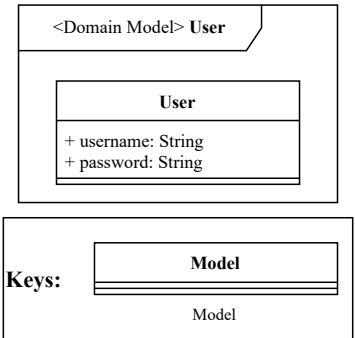 <Domain Model> User
User
+ username: String
+ password: String
Keys:
Model
Model